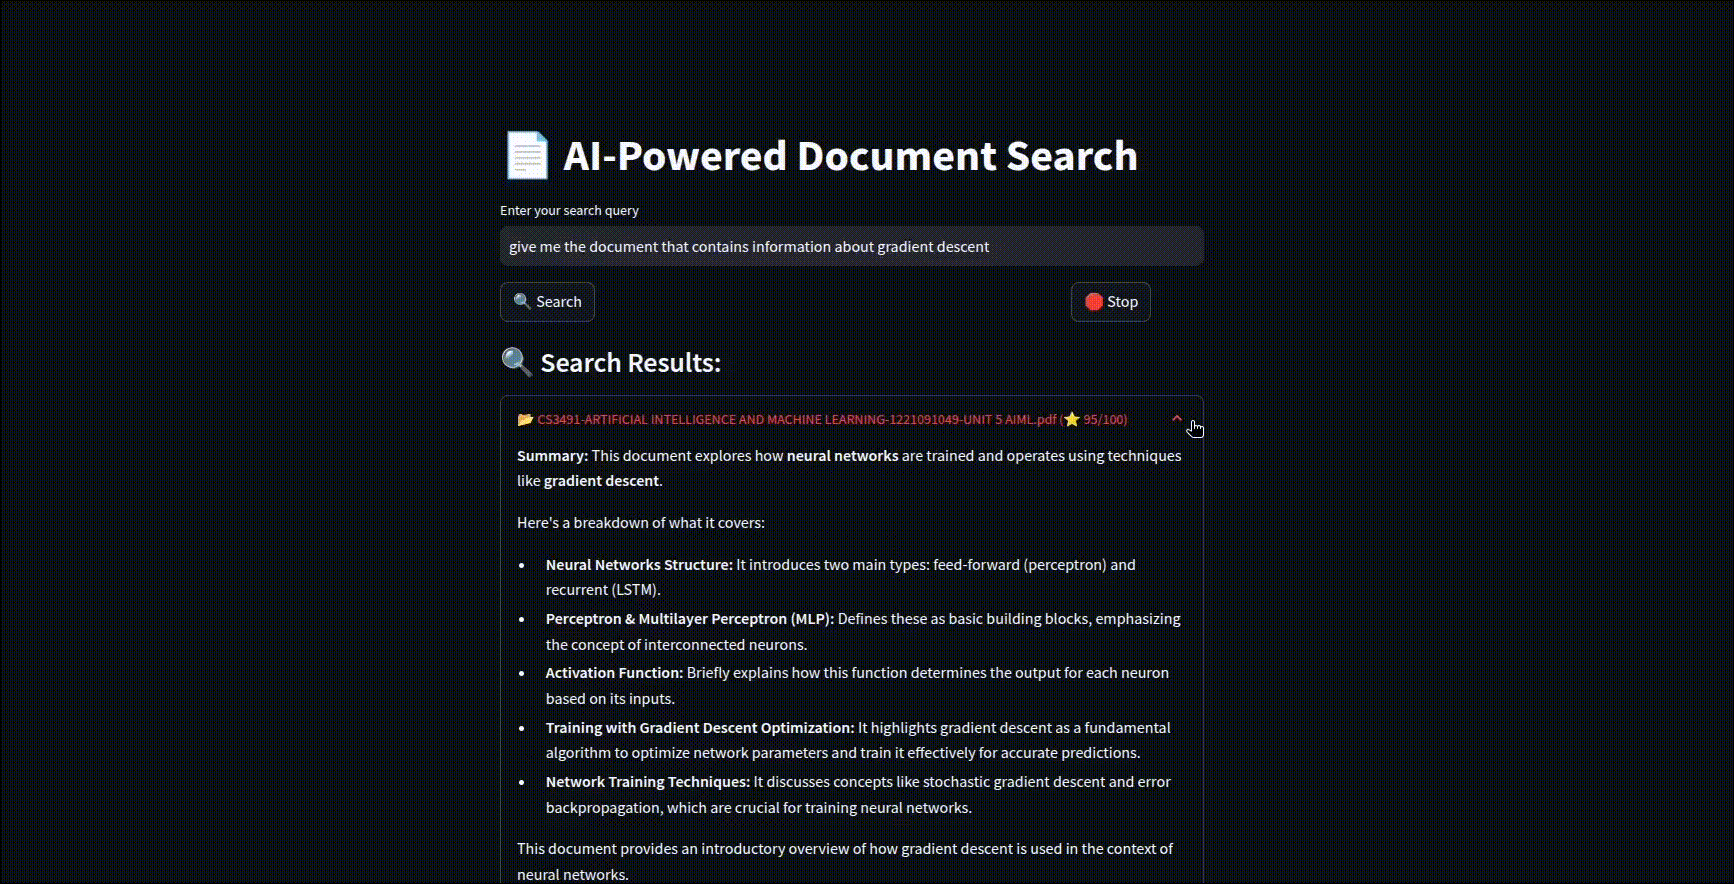 📄 AI-Powered Document Search
Enter your search query
give me the document that contains information about gradient descent
🔍 Search
🛑 Stop
🔍 Search Results:
📂 CS3491-ARTIFICIAL INTELLIGENCE AND MACHINE LEARNING-1221091049-UNIT 5 AIML.pdf (⭐ 95/100)
Summary: This document explores how neural networks are trained and operates using techniques
like gradient descent.
Here's a breakdown of what it covers:
• Neural Networks Structure: It introduces two main types: feed-forward (perceptron) and
recurrent (LSTM).
• Perceptron & Multilayer Perceptron (MLP): Defines these as basic building blocks, emphasizing
the concept of interconnected neurons.
• Activation Function: Briefly explains how this function determines the output for each neuron
based on its inputs.
• Training with Gradient Descent Optimization: It highlights gradient descent as a fundamental
algorithm to optimize network parameters and train it effectively for accurate predictions.
• Network Training Techniques: It discusses concepts like stochastic gradient descent and error
backpropagation, which are crucial for training neural networks.
This document provides an introductory overview of how gradient descent is used in the context of
neural networks.